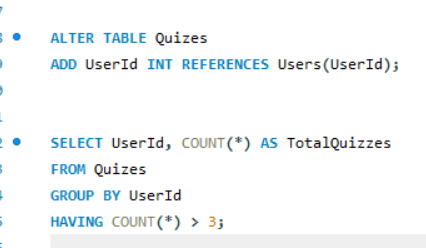 ALTER TABLE Quizes
ADD UserId INT REFERENCES Users(UserId);
SELECT UserId, COUNT(*) AS TotalQuizzes
FROM Quizes
GROUP BY UserId
HAVING COUNT(*) > 3;